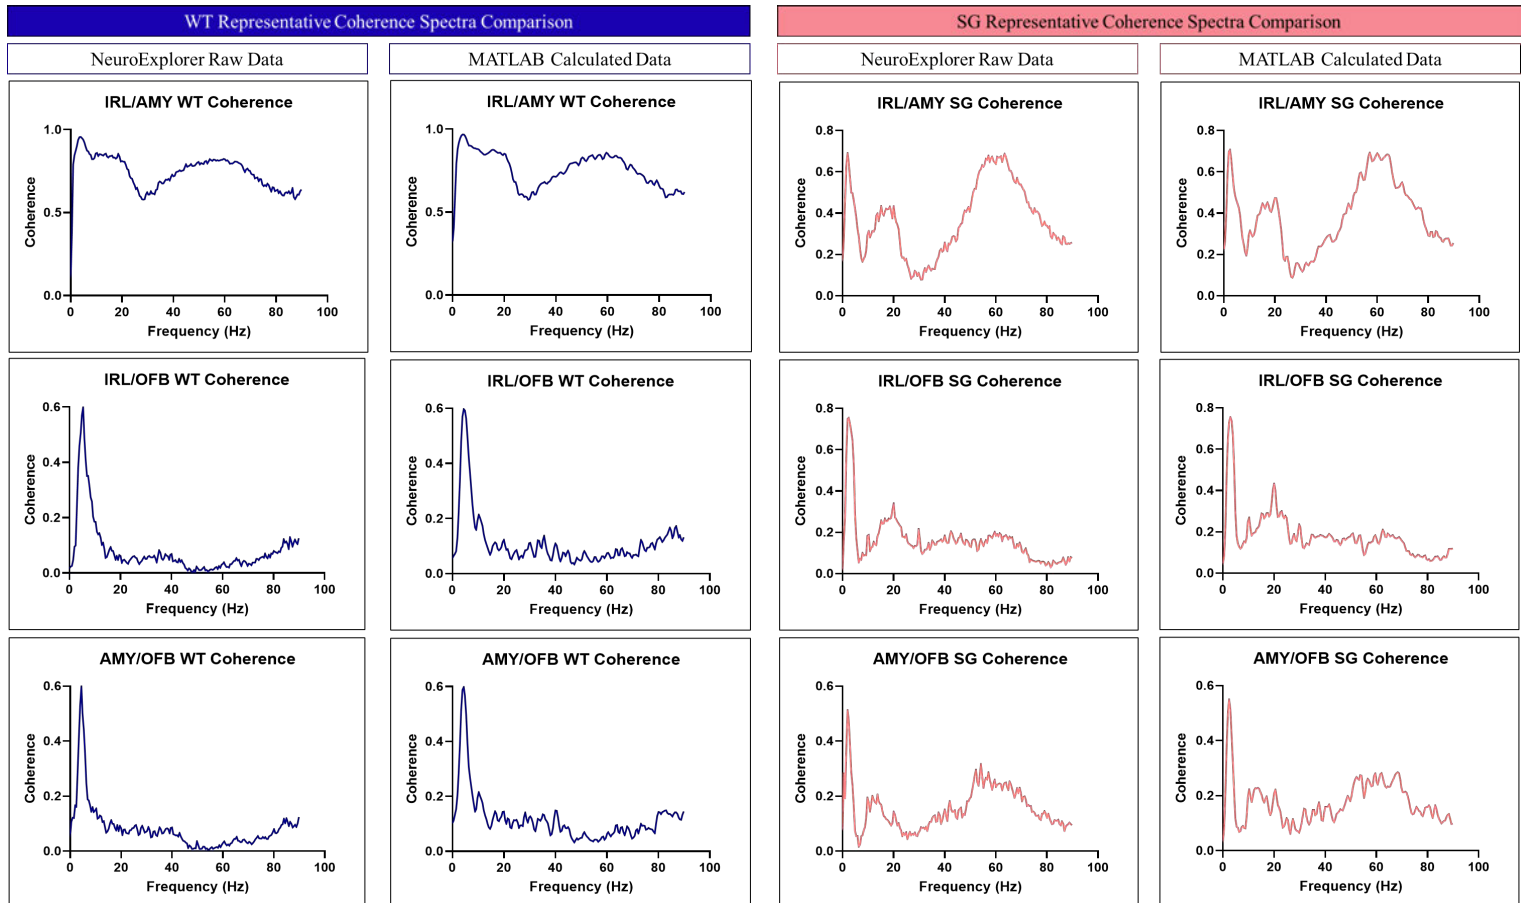 WT Representative Coherence Spectra Comparison
SG Representative Coherence Spectra Comparison
NeuroExplorer Raw Data
MATLAB Calculated Data
NeuroExplorer Raw Data
MATLAB Calculated Data
IRL/AMY WT Coherence
1.0
0.5
0.0
Coherence
0 20 40 60 80 100
Frequency (Hz)
IRL/AMY WT Coherence
1.0
0.5
0.0
Coherence
0 20 40 60 80 100
Frequency (Hz)
IRL/AMY SG Coherence
0.8
0.6
0.4
0.2
0.0
Coherence
0 20 40 60 80 100
Frequency (Hz)
IRL/AMY SG Coherence
0.8
0.6
0.4
0.2
0.0
Coherence
0 20 40 60 80 100
Frequency (Hz)
IRL/OFB WT Coherence
0.6
0.4
0.2
0.0
Coherence
0 20 40 60 80 100
Frequency (Hz)
IRL/OFB WT Coherence
0.6
0.4
0.2
0.0
Coherence
0 20 40 60 80 100
Frequency (Hz)
IRL/OFB SG Coherence
0.8
0.6
0.4
0.2
0.0
Coherence
0 20 40 60 80 100
Frequency (Hz)
IRL/OFB SG Coherence
0.8
0.6
0.4
0.2
0.0
Coherence
0 20 40 60 80 100
Frequency (Hz)
AMY/OFB WT Coherence
0.6
0.4
0.2
0.0
Coherence
0 20 40 60 80 100
Frequency (Hz)
AMY/OFB WT Coherence
0.6
0.4
0.2
0.0
Coherence
0 20 40 60 80 100
Frequency (Hz)
AMY/OFB SG Coherence
0.6
0.4
0.2
0.0
Coherence
0 20 40 60 80 100
Frequency (Hz)
AMY/OFB SG Coherence
0.6
0.4
0.2
0.0
Coherence
0 20 40 60 80 100
Frequency (Hz)